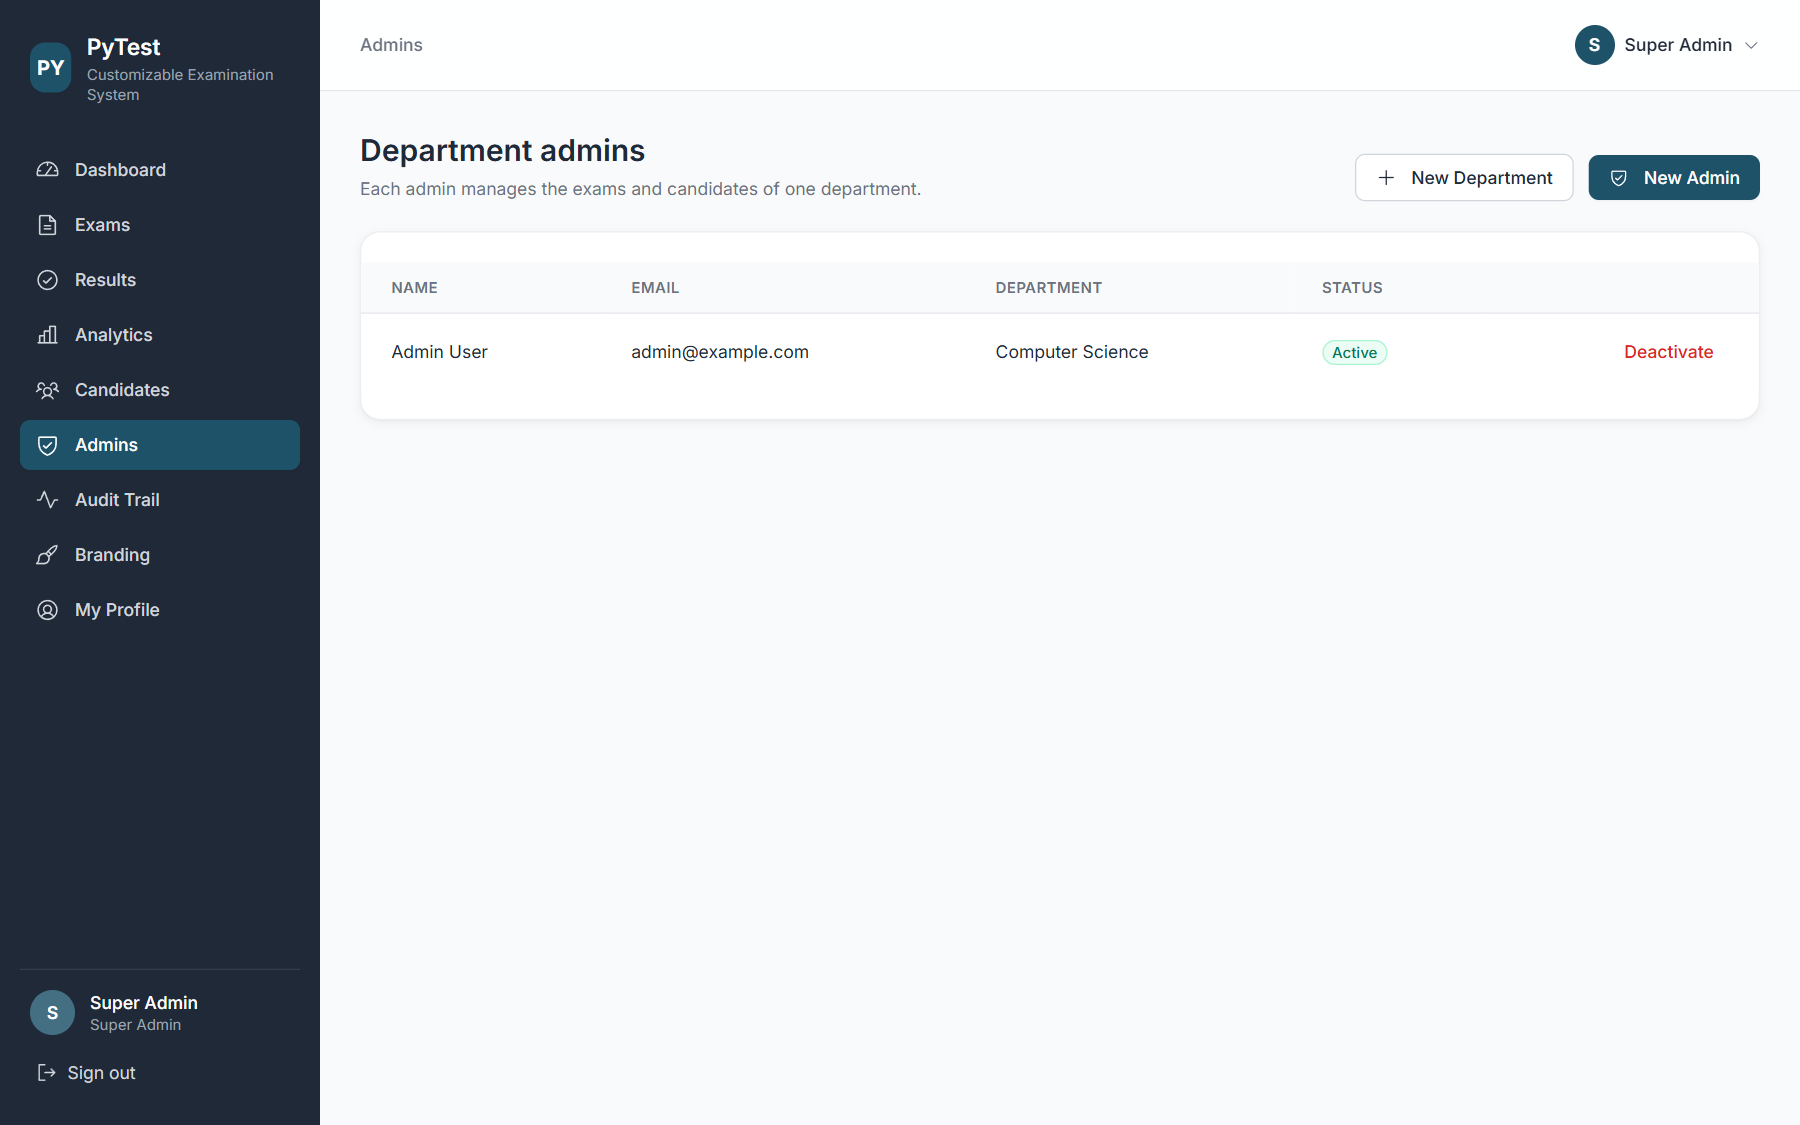 PY
PyTest
Customizable Examination
System
Dashboard
Exams
Results
Analytics
Candidates
Admins
Audit Trail
Branding
My Profile
S
Super Admin
Super Admin
Sign out
Admins
S Super Admin
Department admins
Each admin manages the exams and candidates of one department.
New Department
New Admin
NAME EMAIL DEPARTMENT STATUS
Admin User admin@example.com Computer Science Active Deactivate